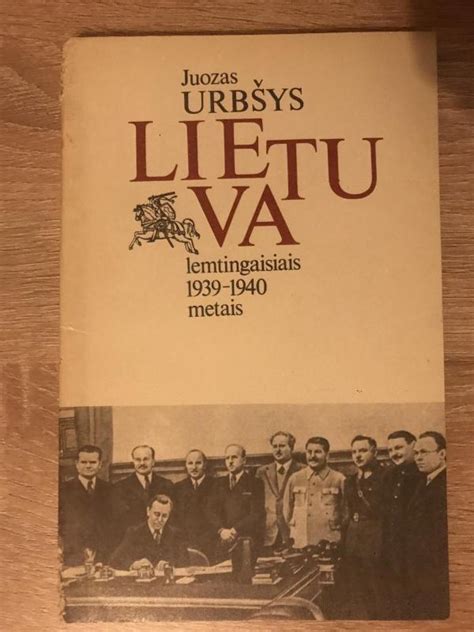 Juozas
URBŠYS
LIETU
VA
lemtingaisiais
1939–1940
metais